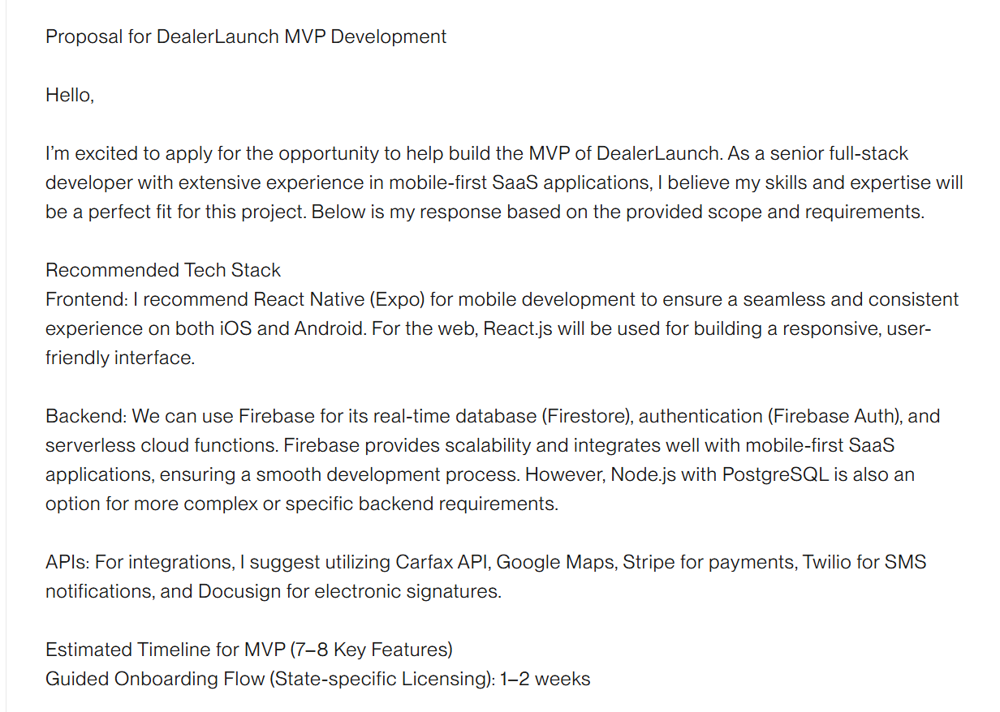 Proposal for DealerLaunch MVP Development
Hello,
I’m excited to apply for the opportunity to help build the MVP of DealerLaunch. As a senior full-stack
developer with extensive experience in mobile-first SaaS applications, I believe my skills and expertise will
be a perfect fit for this project. Below is my response based on the provided scope and requirements.
Recommended Tech Stack
Frontend: I recommend React Native (Expo) for mobile development to ensure a seamless and consistent
experience on both iOS and Android. For the web, React.js will be used for building a responsive, user-
friendly interface.
Backend: We can use Firebase for its real-time database (Firestore), authentication (Firebase Auth), and
serverless cloud functions. Firebase provides scalability and integrates well with mobile-first SaaS
applications, ensuring a smooth development process. However, Node.js with PostgreSQL is also an
option for more complex or specific backend requirements.
APIs: For integrations, I suggest utilizing Carfax API, Google Maps, Stripe for payments, Twilio for SMS
notifications, and Docusign for electronic signatures.
Estimated Timeline for MVP (7–8 Key Features)
Guided Onboarding Flow (State-specific Licensing): 1–2 weeks